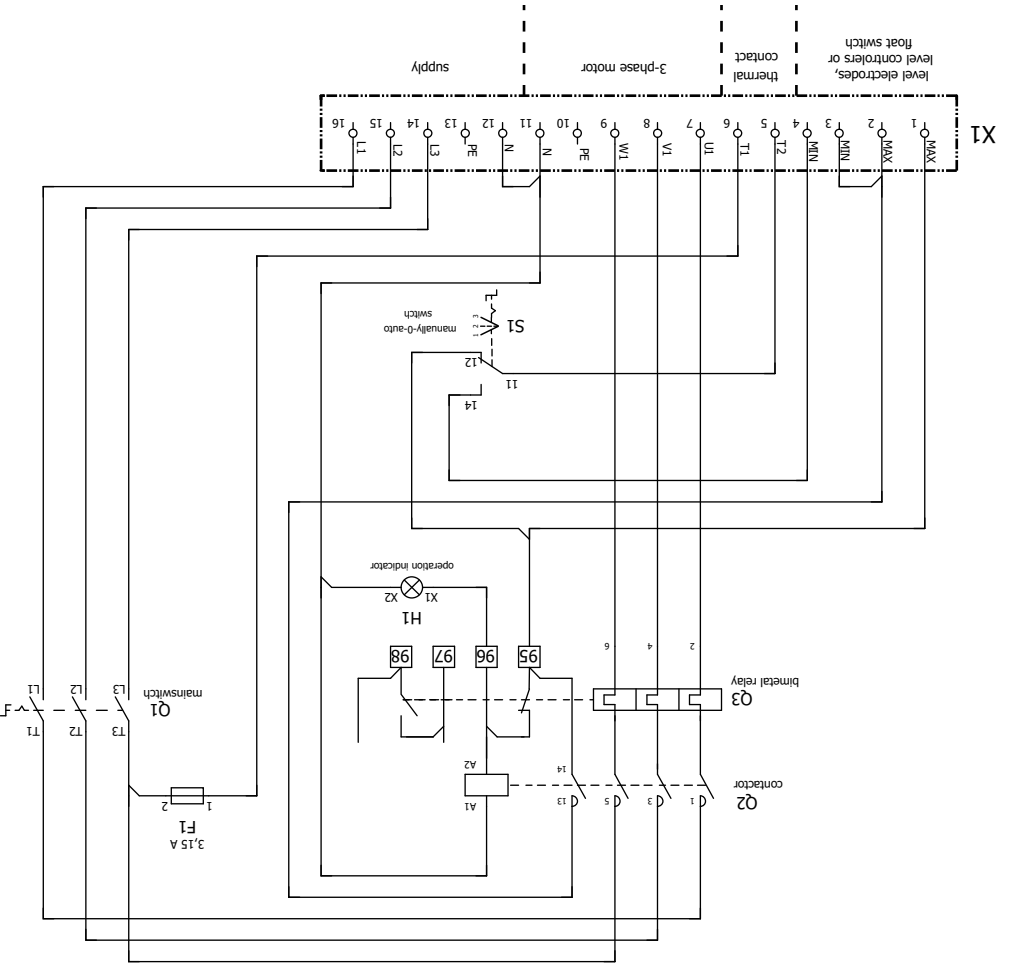 3,15 A
F1
1 2
Q2
contactor
1 3 5 13
A1
14
A2
T3 T2 T1
Q1
mainswitch
L3 L2 L1
Q3
bimetal relay
2 4 6
95 96 97 98
H1
X1 X2
operation indicator
14
11
12
S1
1 2 3
manually-0-auto
switch
MAX MAX MIN MIN T2 T1 U1 V1 W1 PE N N PE L3 L2 L1
1 2 3 4 5 6 7 8 9 10 11 12 13 14 15 16
X1
level electrodes,
level controlers or
float switch
thermal
contact
3-phase motor
supply